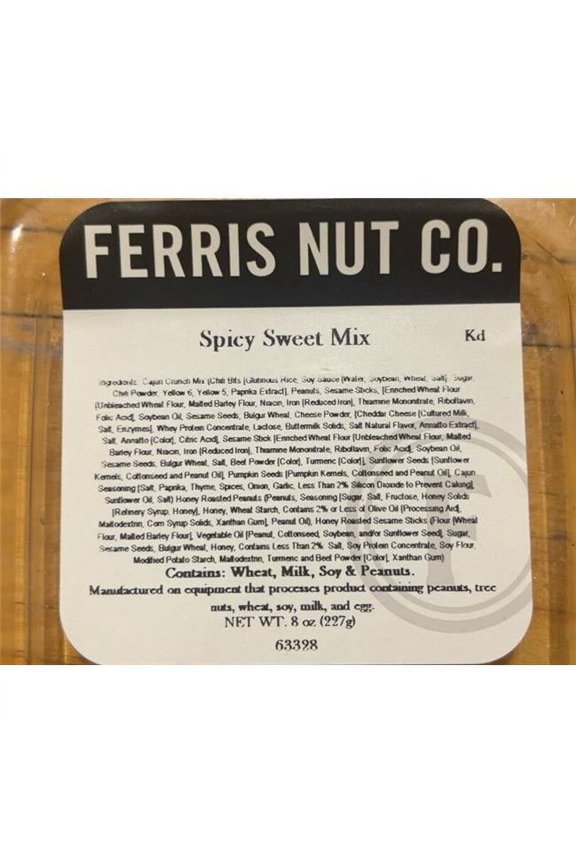 FERRIS NUT CO.
Spicy Sweet Mix Kd
Ingredients: Cajun Crunch Mix [Chili Bits (Glutinous Rice, Soy Sauce [Water, Soybean, Wheat, Salt], Sugar,
Chili Powder, Yellow 6, Yellow 5, Paprika Extract], Peanuts, Sesame Sticks, [Enriched Wheat Flour
[Unbleached Wheat Flour, Malted Barley Flour, Niacin, Iron [Reduced Iron], Thiamine Mononitrate, Riboflavin,
Folic Acid], Soybean Oil, Sesame Seeds, Bulgur Wheat, Cheese Powder, [Cheddar Cheese [Cultured Milk,
Salt, Enzymes], Whey Protein Concentrate, Lactose, Buttermilk Solids, Salt Natural Flavor, Annatto Extract],
Salt, Annatto [Color], Citric Acid], Sesame Stick [Enriched Wheat Flour [Unbleached Wheat Flour, Malted
Barley Flour, Niacin, Iron [Reduced Iron], Thiamine Mononitrate, Riboflavin, Folic Acid], Soybean Oil,
Sesame Seeds, Bulgur Wheat, Salt, Beet Powder [Color], Turmeric [Color], Sunflower Seeds [Sunflower
Kernels, Cottonseed and Peanut Oil], Pumpkin Seeds [Pumpkin Kernels, Cottonseed and Peanut Oil], Cajun
Seasoning [Salt, Paprika, Thyme, Spices, Onion, Garlic, Less Than 2% Silicon Dioxide to Prevent Caking],
Sunflower Oil, Salt) Honey Roasted Peanuts (Peanuts, Seasoning [Sugar, Salt, Fructose, Honey Solids
[Refinery Syrup, Honey], Honey, Wheat Starch, Contains 2% or Less of Olive Oil [Processing Aid],
Maltodextrin, Corn Syrup Solids, Xanthan Gum], Peanut Oil), Honey Roasted Sesame Sticks (Flour [Wheat
Flour, Malted Barley Flour], Vegetable Oil [Peanut, Cottonseed, Soybean, and/or Sunflower Seed], Sugar,
Sesame Seeds, Bulgur Wheat, Honey, Contains Less Than 2% Salt, Soy Protein Concentrate, Soy Flour,
Modified Potato Starch, Maltodextrin, Turmeric and Beet Powder [Color], Xanthan Gum)
Contains: Wheat, Milk, Soy & Peanuts.
Manufactured on equipment that processes product containing peanuts, tree
nuts, wheat, soy, milk, and egg.
NET WT. 8 oz (227g)
63398